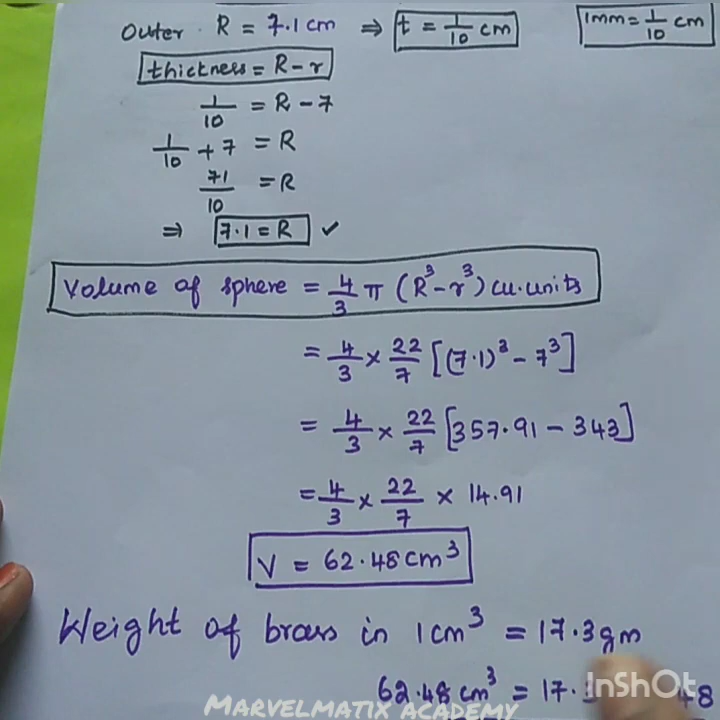 Outer R = 7.1 cm ⇒ t = 1/10 cm 1mm = 1/10 cm
thickness = R - r
1/10 = R - 7
1/10 + 7 = R
71/10 = R
⇒ 7.1 = R ✓
Volume of sphere = 4/3 π (R³ - r³) cu.units
= 4/3 × 22/7 [(7.1)³ - 7³]
= 4/3 × 22/7 [357.91 - 343]
= 4/3 × 22/7 × 14.91
V = 62.48 cm³
Weight of brass in 1cm³ = 17.3gm
62.48 cm³ = 17.
InShOt
MARVELMATIX ACADEMY